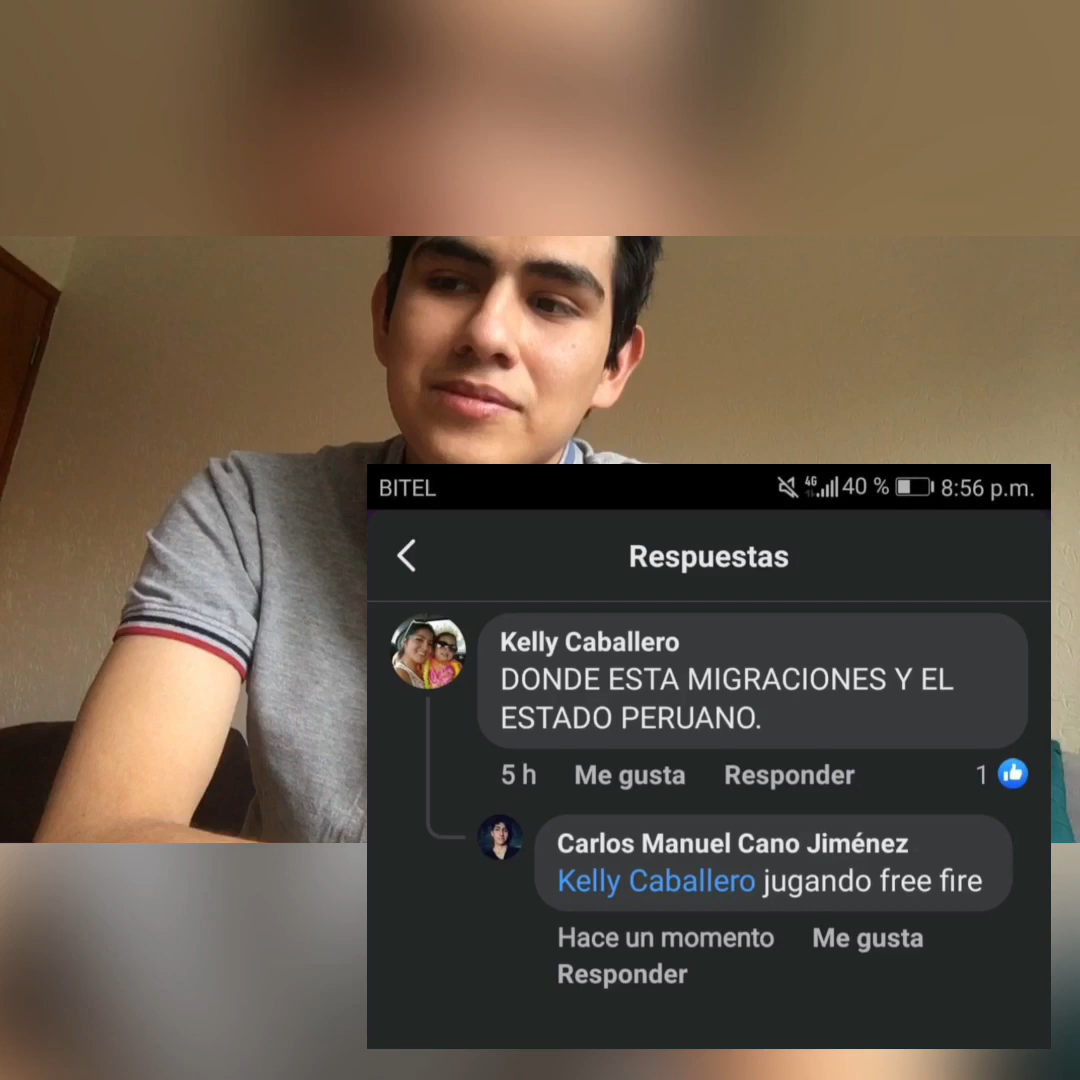 BITEL
4G 40 % 8:56 p.m.
Respuestas
Kelly Caballero
DONDE ESTA MIGRACIONES Y EL
ESTADO PERUANO.
5 h Me gusta Responder 1
Carlos Manuel Cano Jiménez
Kelly Caballero jugando free fire
Hace un momento Me gusta
Responder